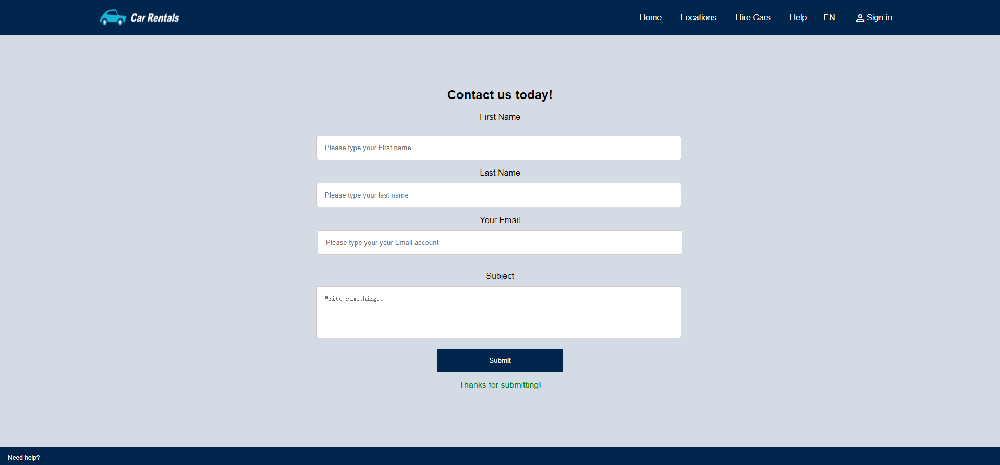 Car Rentals
Home Locations Hire Cars Help EN Sign in
Contact us today!
First Name
Please type your First name
Last Name
Please type your last name
Your Email
Please type your your Email account
Subject
Write something..
Submit
Thanks for submitting!
Need help?